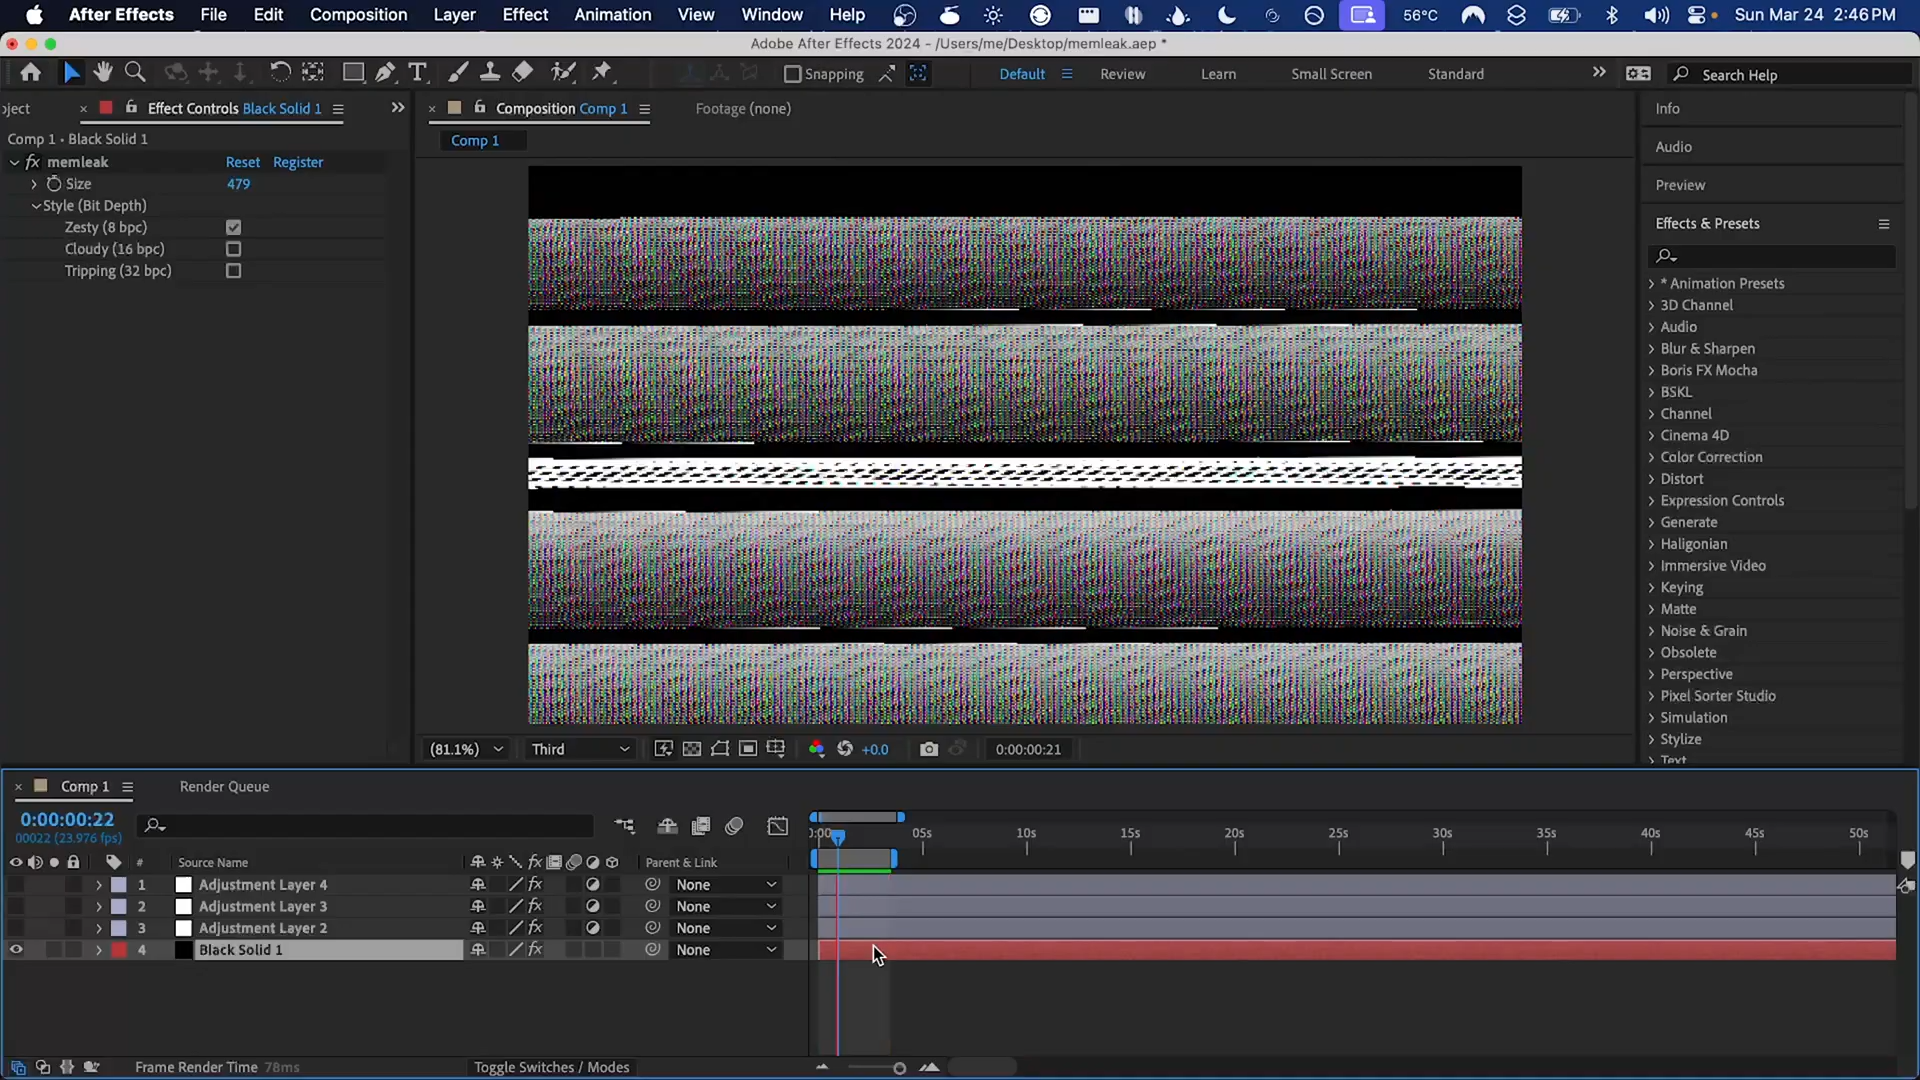 After Effects File Edit Composition Layer Effect Animation View Window Help 56°C Sun Mar 24 2:46 PM
Adobe After Effects 2024 - /Users/me/Desktop/memleak.aep *
Snapping Default Review Learn Small Screen Standard Search Help
oject Effect Controls Black Solid 1
Comp 1 • Black Solid 1
fx memleak Reset Register
Size 479
Style (Bit Depth)
Zesty (8 bpc)
Cloudy (16 bpc)
Tripping (32 bpc)
Composition Comp 1 Footage (none)
Comp 1
(81.1%) Third +0.0 0:00:00:21
Info
Audio
Preview
Effects & Presets
* Animation Presets
3D Channel
Audio
Blur & Sharpen
Boris FX Mocha
BSKL
Channel
Cinema 4D
Color Correction
Distort
Expression Controls
Generate
Haligonian
Immersive Video
Keying
Matte
Noise & Grain
Obsolete
Perspective
Pixel Sorter Studio
Simulation
Stylize
Text
Comp 1 Render Queue
0:00:00:22
00022 (23.976 fps)
05s 10s 15s 20s 25s 30s 35s 40s 45s 50s
# Source Name fx Parent & Link
1 Adjustment Layer 4 fx None
2 Adjustment Layer 3 fx None
3 Adjustment Layer 2 fx None
4 Black Solid 1 fx None
Frame Render Time 78ms Toggle Switches / Modes